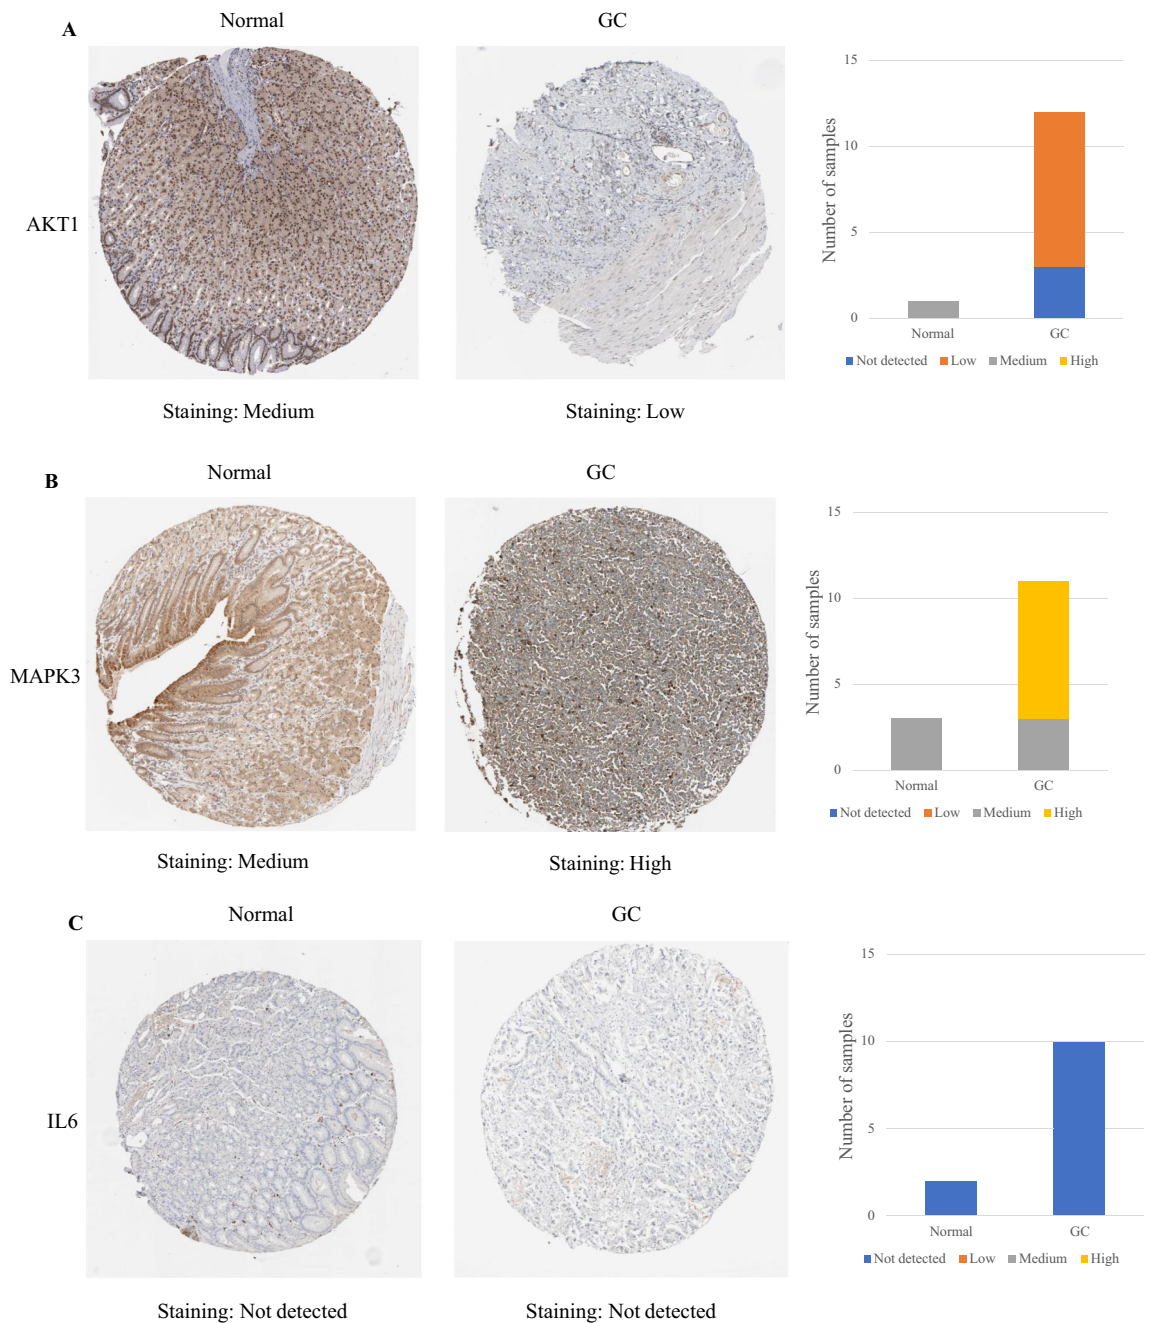 A
Normal
GC
AKT1
Staining: Medium
Staining: Low
Number of samples
15
10
5
0
Normal
GC
Not detected
Low
Medium
High
B
Normal
GC
MAPK3
Staining: Medium
Staining: High
Number of samples
15
10
5
0
Normal
GC
Not detected
Low
Medium
High
C
Normal
GC
IL6
Staining: Not detected
Staining: Not detected
Number of samples
15
10
5
0
Normal
GC
Not detected
Low
Medium
High